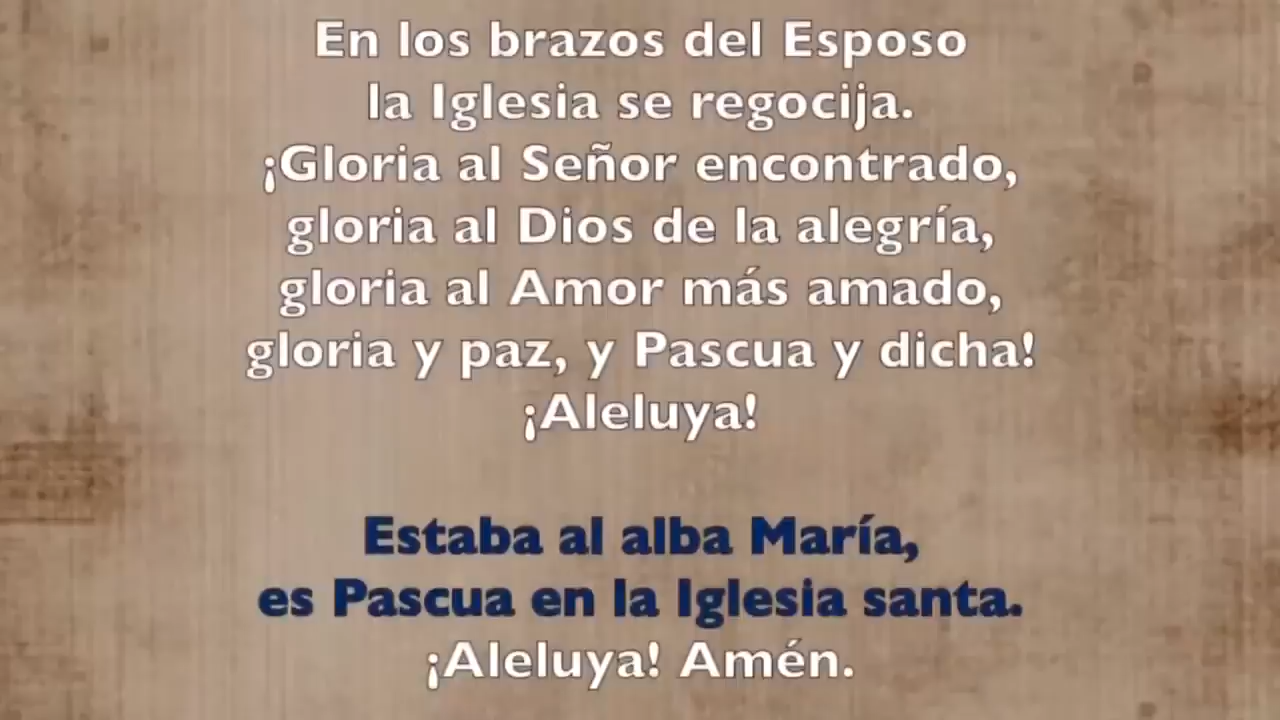 En los brazos del Esposo
la Iglesia se regocija.
¡Gloria al Señor encontrado,
gloria al Dios de la alegría,
gloria al Amor más amado,
gloria y paz, y Pascua y dicha!
¡Aleluya!
Estaba al alba María,
es Pascua en la Iglesia santa.
¡Aleluya! Amén.